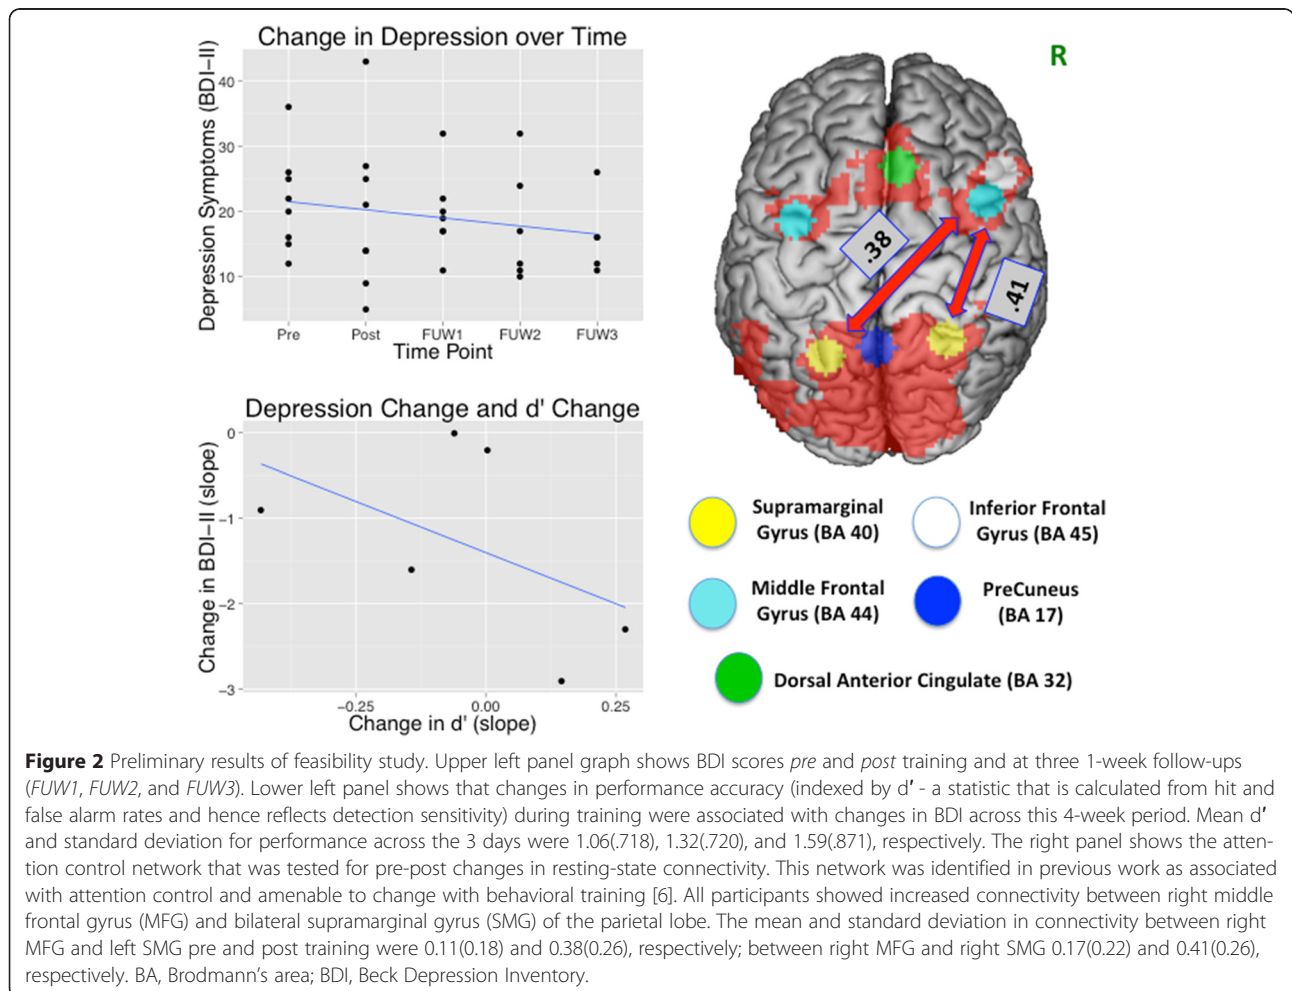 Change in Depression over Time
Depression Symptoms (BDI−II)
40
30
20
10
Pre Post FUW1 FUW2 FUW3
Time Point
Depression Change and d' Change
Change in BDI−II (slope)
0
−1
−2
−3
−0.25 0.00 0.25
Change in d' (slope)
R
.38
.41
Supramarginal
Gyrus (BA 40)
Inferior Frontal
Gyrus (BA 45)
Middle Frontal
Gyrus (BA 44)
PreCuneus
(BA 17)
Dorsal Anterior Cingulate (BA 32)
Figure 2 Preliminary results of feasibility study. Upper left panel graph shows BDI scores pre and post training and at three 1-week follow-ups
(FUW1, FUW2, and FUW3). Lower left panel shows that changes in performance accuracy (indexed by d′ - a statistic that is calculated from hit and
false alarm rates and hence reflects detection sensitivity) during training were associated with changes in BDI across this 4-week period. Mean d′
and standard deviation for performance across the 3 days were 1.06(.718), 1.32(.720), and 1.59(.871), respectively. The right panel shows the atten-
tion control network that was tested for pre-post changes in resting-state connectivity. This network was identified in previous work as associated
with attention control and amenable to change with behavioral training [6]. All participants showed increased connectivity between right middle
frontal gyrus (MFG) and bilateral supramarginal gyrus (SMG) of the parietal lobe. The mean and standard deviation in connectivity between right
MFG and left SMG pre and post training were 0.11(0.18) and 0.38(0.26), respectively; between right MFG and right SMG 0.17(0.22) and 0.41(0.26),
respectively. BA, Brodmann's area; BDI, Beck Depression Inventory.